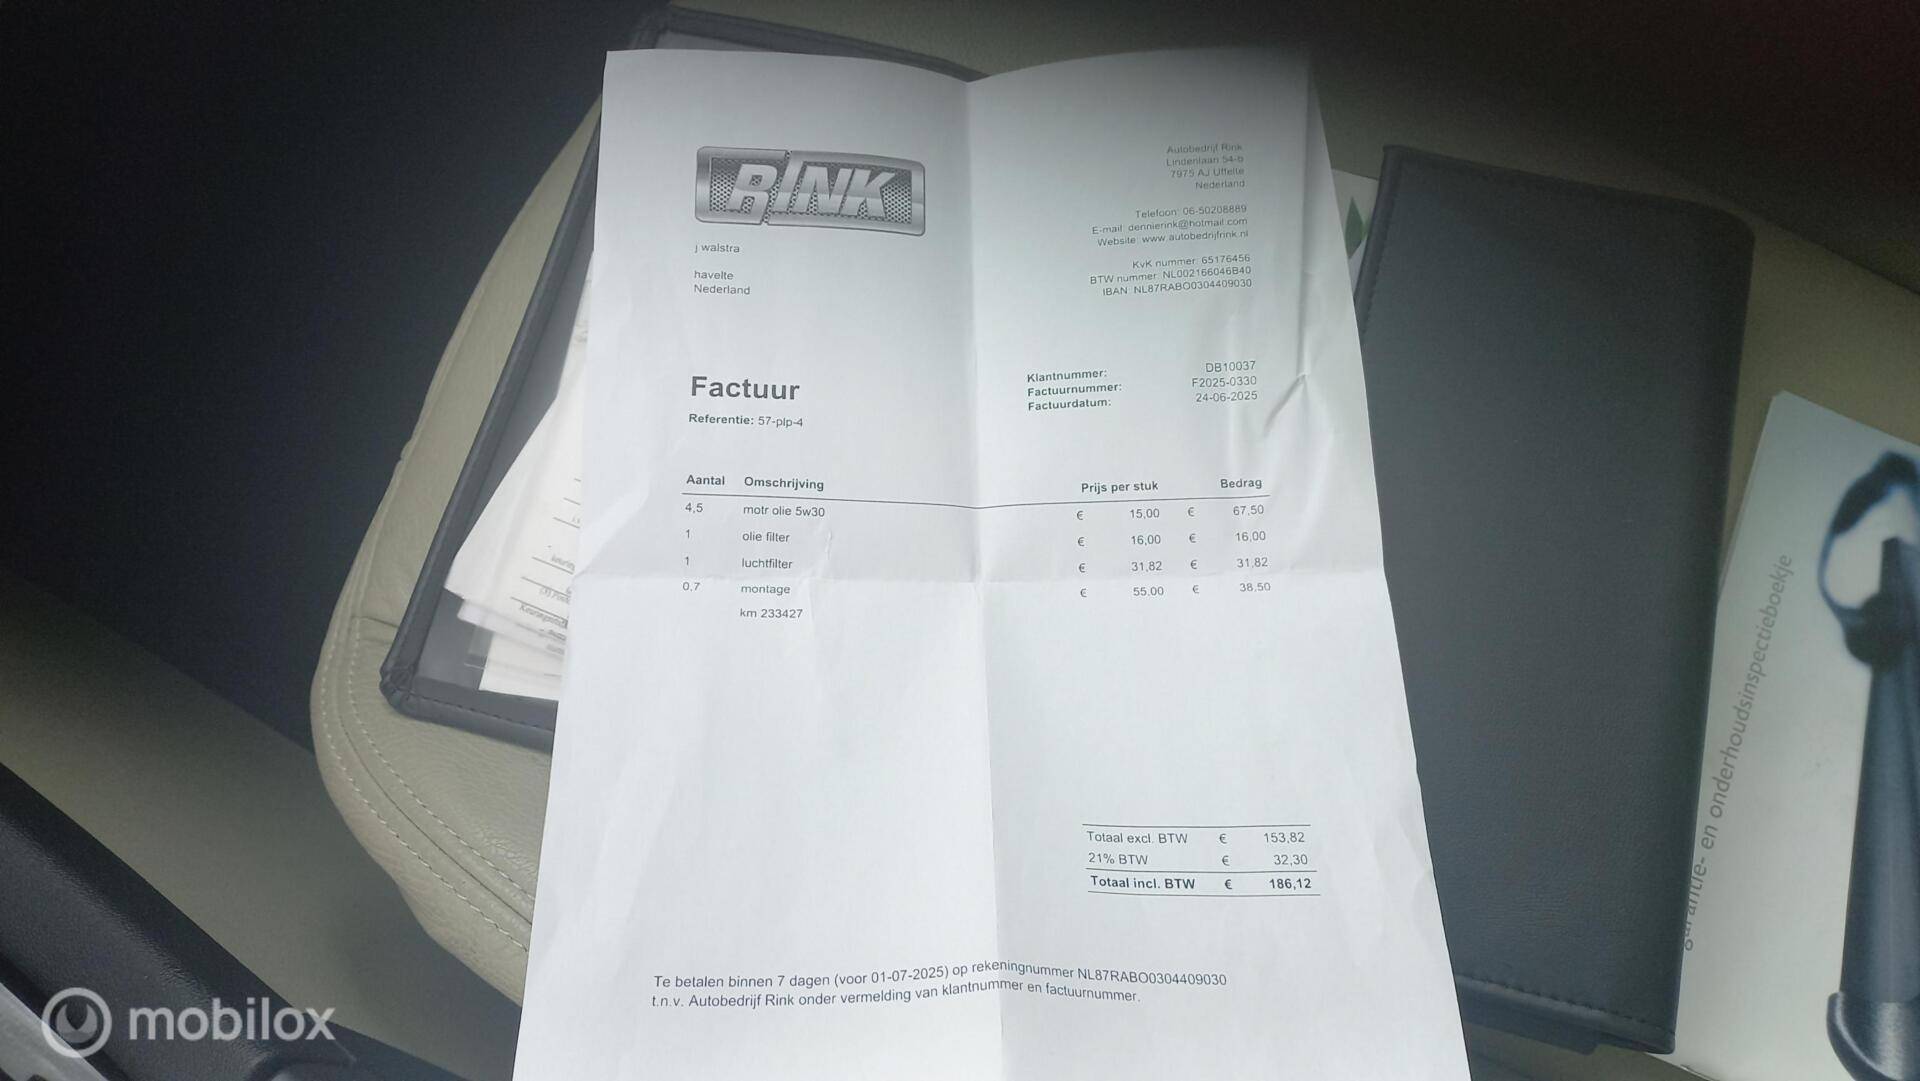 RINK
Autobedrijf Rink
Lindenlaan 54-b
7975 AJ Uffelte
Nederland
Telefoon: 06-50208889
E-mail: dennierink@hotmail.com
Website: www.autobedrijfrink.nl
KvK nummer: 65176456
BTW nummer: NL002166046B40
IBAN: NL87RABO0304409030
j walstra
havelte
Nederland
Factuur
Referentie: 57-plp-4
Klantnummer: DB10037
Factuurnummer: F2025-0330
Factuurdatum: 24-06-2025
Aantal Omschrijving Prijs per stuk Bedrag
4,5 motr olie 5w30 € 15,00 € 67,50
1 olie filter € 16,00 € 16,00
1 luchtfilter € 31,82 € 31,82
0,7 montage € 55,00 € 38,50
km 233427
Totaal excl. BTW € 153,82
21% BTW € 32,30
Totaal incl. BTW € 186,12
Te betalen binnen 7 dagen (voor 01-07-2025) op rekeningnummer NL87RABO0304409030
t.n.v. Autobedrijf Rink onder vermelding van klantnummer en factuurnummer.
garantie- en onderhoudsinspectieboekje
mobilox